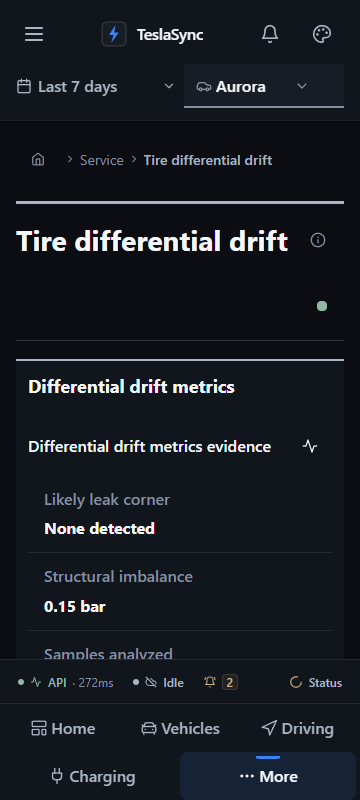 TeslaSync
Last 7 days
Aurora
Service
Tire differential drift
Tire differential drift
Differential drift metrics
Differential drift metrics evidence
Likely leak corner
None detected
Structural imbalance
0.15 bar
Samples analyzed
API · 272ms
Idle
2
Status
Home
Vehicles
Driving
Charging
More